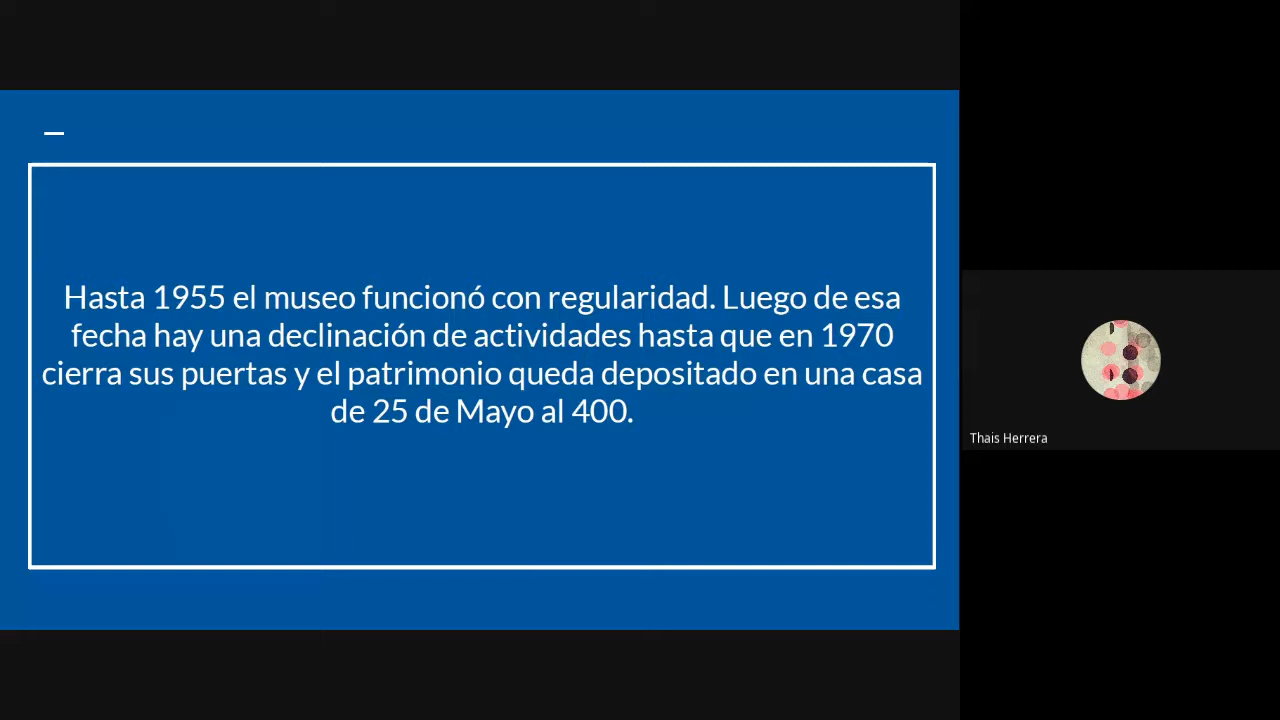 Hasta 1955 el museo funcionó con regularidad. Luego de esa
fecha hay una declinación de actividades hasta que en 1970
cierra sus puertas y el patrimonio queda depositado en una casa
de 25 de Mayo al 400.
Thais Herrera